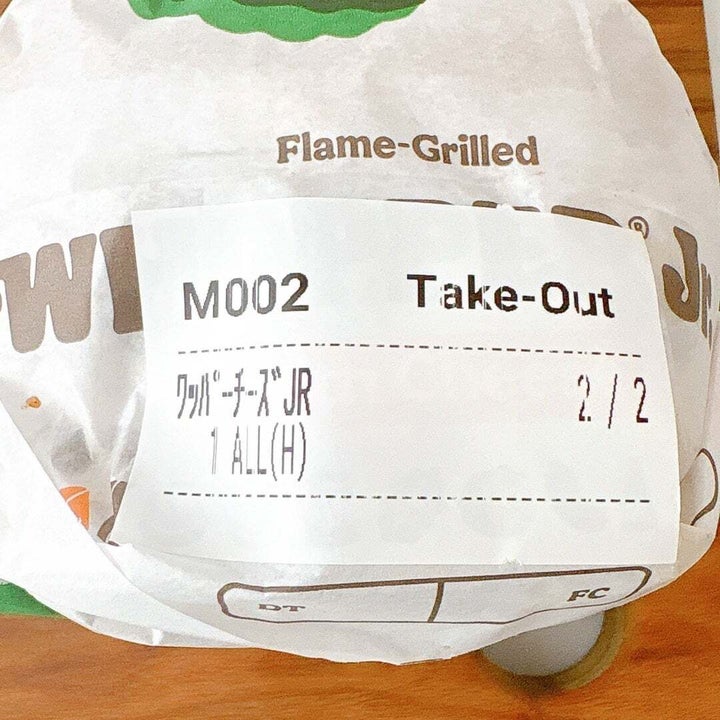 Flame-Grilled
Jr.
M002 Take-Out
ﾜｯﾊﾟｰﾁｰｽﾞJR 2/2
1 ALL(H)
DT FC